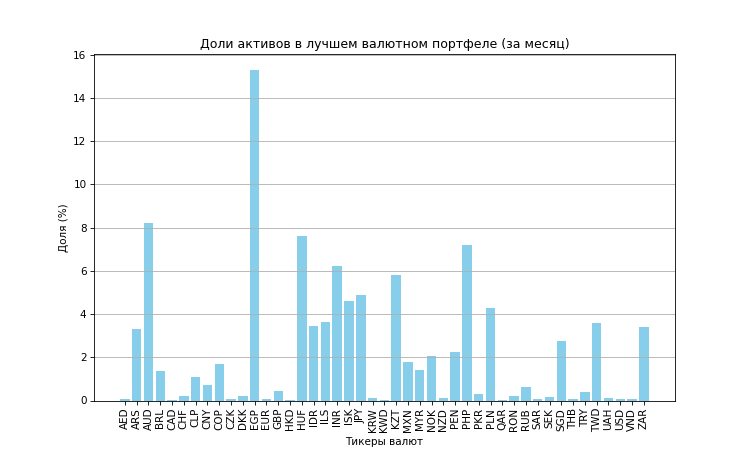 Доли активов в лучшем валютном портфеле (за месяц)
16
14
12
10
8
6
4
2
0
Доля (%)
AED ARS AUD BRL CAD CHF CLP CNY COP CZK DKK EGP EUR GBP HKD HUF IDR ILS INR ISK JPY KRW KWD KZT MXN MYR NOK NZD PEN PHP PKR PLN QAR RON RUB SAR SEK SGD THB TRY TWD UAH USD VND ZAR
Тикеры валют